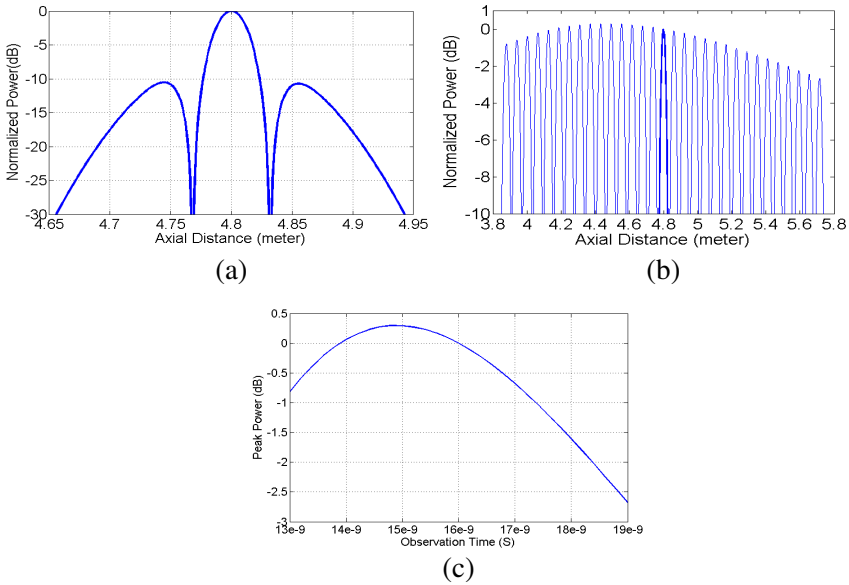 Normalized Power(dB)
0
-5
-10
-15
-20
-25
-30
4.65 4.7 4.75 4.8 4.85 4.9 4.95
Axial Distance (meter)
(a)
Normalized Power (dB)
1
0
-2
-4
-6
-8
-10
3.8 4 4.2 4.4 4.6 4.8 5 5.2 5.4 5.6 5.8
Axial Distance (meter)
(b)
Peak Power (dB)
0.5
0
-0.5
-1
-1.5
-2
-2.5
-3
13e-9 14e-9 15e-9 16e-9 17e-9 18e-9 19e-9
Observation Time (S)
(c)